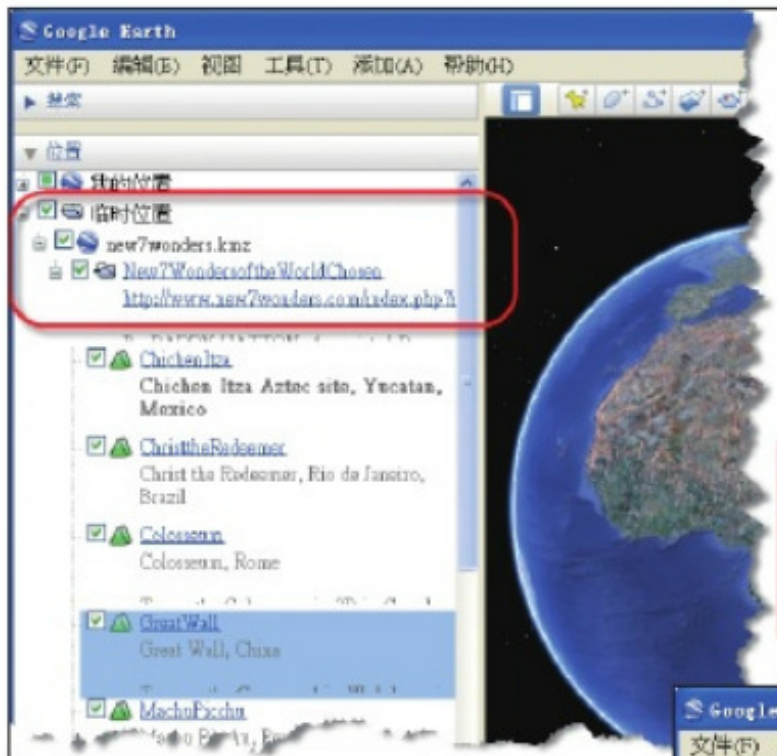 Google Earth
文件(F) 编辑(E) 视图 工具(T) 添加(A) 帮助(H)
搜索
位置
我的位置
临时位置
new7wonders.kmz
New7WondersoftheWorldChosen
http://www.new7wonders.com/index.php?i
ChichenItza
Chichen Itza Aztec site, Yucatan,
Mexico
ChristtheRedeemer
Christ the Redeemer, Rio de Janeiro,
Brazil
Colosseum
Colosseum, Rome
GreatWall
Great Wall, China
MachuPicchu
Google
文件(F)